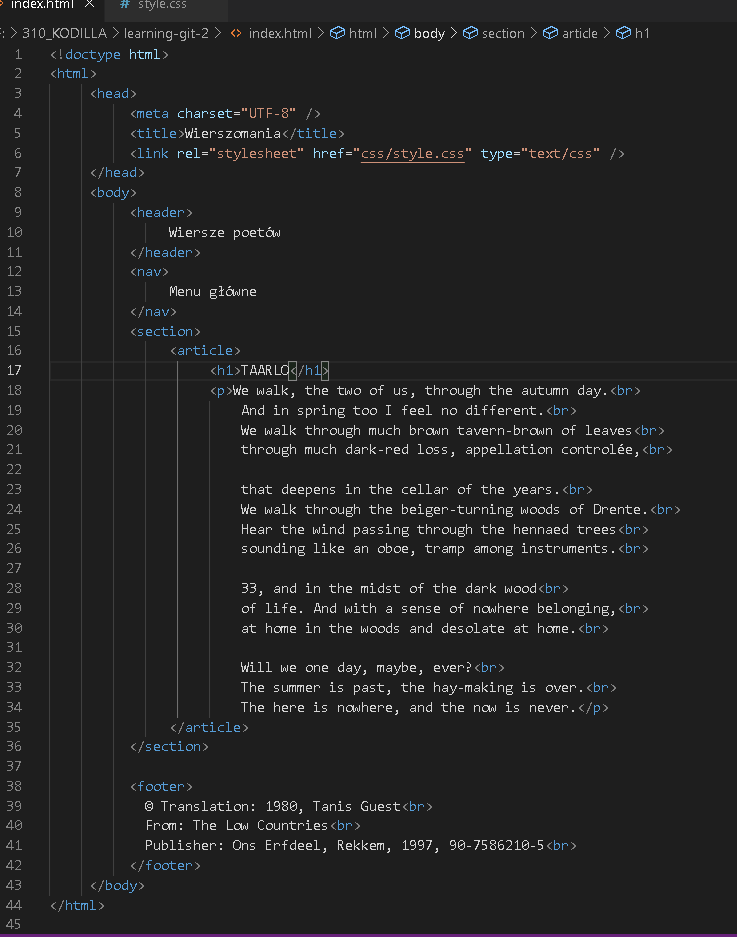 index.html
# style.css
310_KODILLA > learning-git-2 > index.html > html > body > section > article > h1
1 <!doctype html>
2 <html>
3 <head>
4 <meta charset="UTF-8" />
5 <title>Wierszomania</title>
6 <link rel="stylesheet" href="css/style.css" type="text/css" />
7 </head>
8 <body>
9 <header>
10 Wiersze poetów
11 </header>
12 <nav>
13 Menu główne
14 </nav>
15 <section>
16 <article>
17 <h1>TAARLO</h1>
18 <p>We walk, the two of us, through the autumn day.<br>
19 And in spring too I feel no different.<br>
20 We walk through much brown tavern-brown of leaves<br>
21 through much dark-red loss, appellation controlée,<br>
22
23 that deepens in the cellar of the years.<br>
24 We walk through the beiger-turning woods of Drente.<br>
25 Hear the wind passing through the hennaed trees<br>
26 sounding like an oboe, tramp among instruments.<br>
27
28 33, and in the midst of the dark wood<br>
29 of life. And with a sense of nowhere belonging,<br>
30 at home in the woods and desolate at home.<br>
31
32 Will we one day, maybe, ever?<br>
33 The summer is past, the hay-making is over.<br>
34 The here is nowhere, and the now is never.</p>
35 </article>
36 </section>
37
38 <footer>
39 © Translation: 1980, Tanis Guest<br>
40 From: The Low Countries<br>
41 Publisher: Ons Erfdeel, Rekkem, 1997, 90-7586210-5<br>
42 </footer>
43 </body>
44 </html>
45